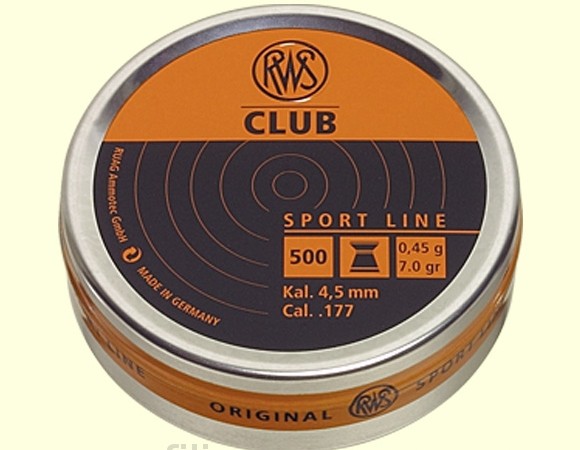 RWS
CLUB
SPORT LINE
500
0,45 g
7.0 gr
Kal. 4,5 mm
Cal. .177
RUAG Ammotec GmbH
MADE IN GERMANY
LINE
ORIGINAL RWS SPORT